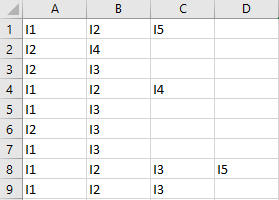 A B C D
1 I1 I2 I5
2 I2 I4
3 I2 I3
4 I1 I2 I4
5 I1 I3
6 I2 I3
7 I1 I3
8 I1 I2 I3 I5
9 I1 I2 I3